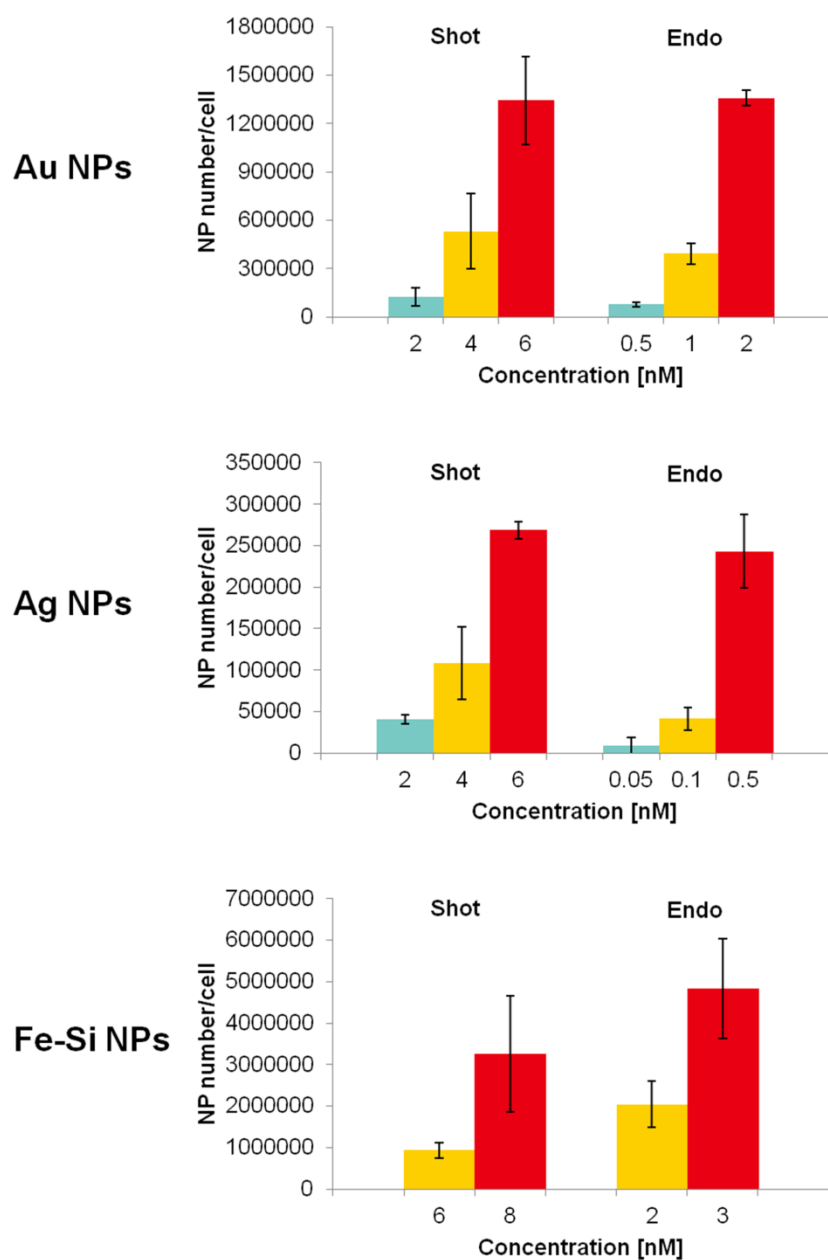 Au NPs
NP number/cell
1800000
1500000
1200000
900000
600000
300000
0
Shot Endo
2 4 6 0.5 1 2
Concentration [nM]
Ag NPs
NP number/cell
350000
300000
250000
200000
150000
100000
50000
0
Shot Endo
2 4 6 0.05 0.1 0.5
Concentration [nM]
Fe-Si NPs
NP number/cell
7000000
6000000
5000000
4000000
3000000
2000000
1000000
0
Shot Endo
6 8 2 3
Concentration [nM]